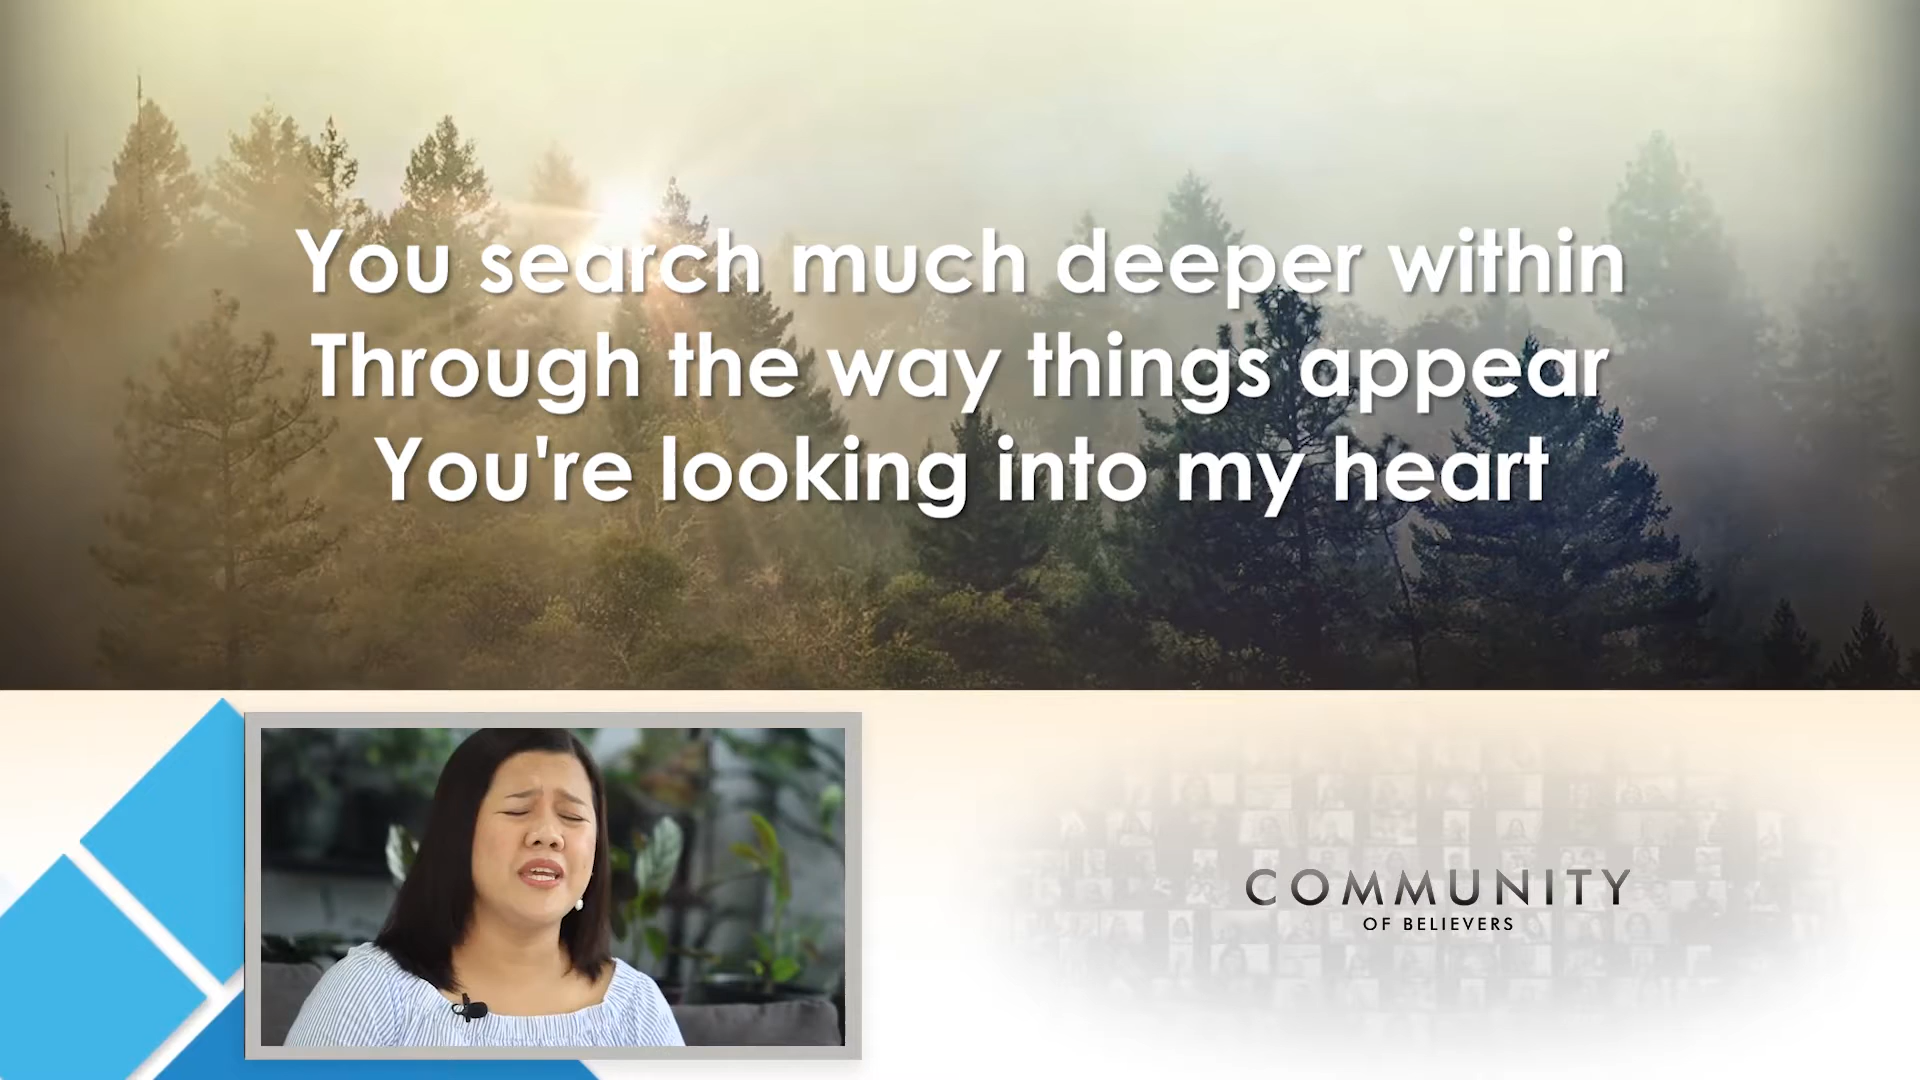 You search much deeper within
Through the way things appear
You're looking into my heart
COMMUNITY
OF BELIEVERS